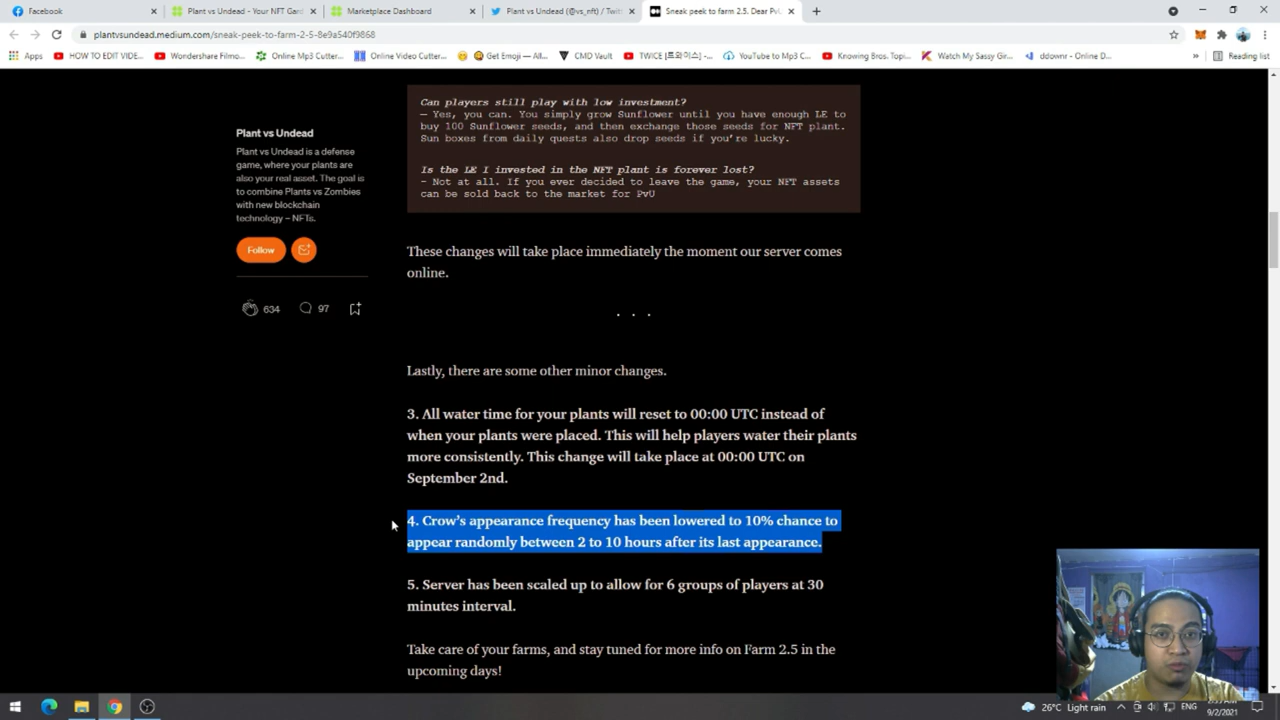 Facebook
Plant vs Undead - Your NFT Gard
Marketplace Dashboard
Plant vs Undead (@vs_nft) / Twitt
Sneak peek to farm 2.5. Dear PvU
plantvsundead.medium.com/sneak-peek-to-farm-2-5-8e9a540f9868
Apps
HOW TO EDIT VIDE...
Wondershare Filmo...
Online Mp3 Cutter...
Online Video Cutter...
Get Emoji — All...
CMD Vault
TWICE [트와이스] -...
YouTube to Mp3 C...
Knowing Bros. Topi...
Watch My Sassy Gir...
ddownr - Online D...
»
Reading list
Can players still play with low investment?
— Yes, you can. You simply grow Sunflower until you have enough LE to
buy 100 Sunflower seeds, and then exchange those seeds for NFT plant.
Sun boxes from daily quests also drop seeds if you're lucky.
Is the LE I invested in the NFT plant is forever lost?
- Not at all. If you ever decided to leave the game, your NFT assets
can be sold back to the market for PvU
Plant vs Undead
Plant vs Undead is a defense
game, where your plants are
also your real asset. The goal is
to combine Plants vs Zombies
with new blockchain
technology – NFTs.
Follow
634
97
These changes will take place immediately the moment our server comes
online.
. . .
Lastly, there are some other minor changes.
3. All water time for your plants will reset to 00:00 UTC instead of
when your plants were placed. This will help players water their plants
more consistently. This change will take place at 00:00 UTC on
September 2nd.
4. Crow's appearance frequency has been lowered to 10% chance to
appear randomly between 2 to 10 hours after its last appearance.
5. Server has been scaled up to allow for 6 groups of players at 30
minutes interval.
Take care of your farms, and stay tuned for more info on Farm 2.5 in the
upcoming days!
26°C Light rain
ENG
9/2/2021